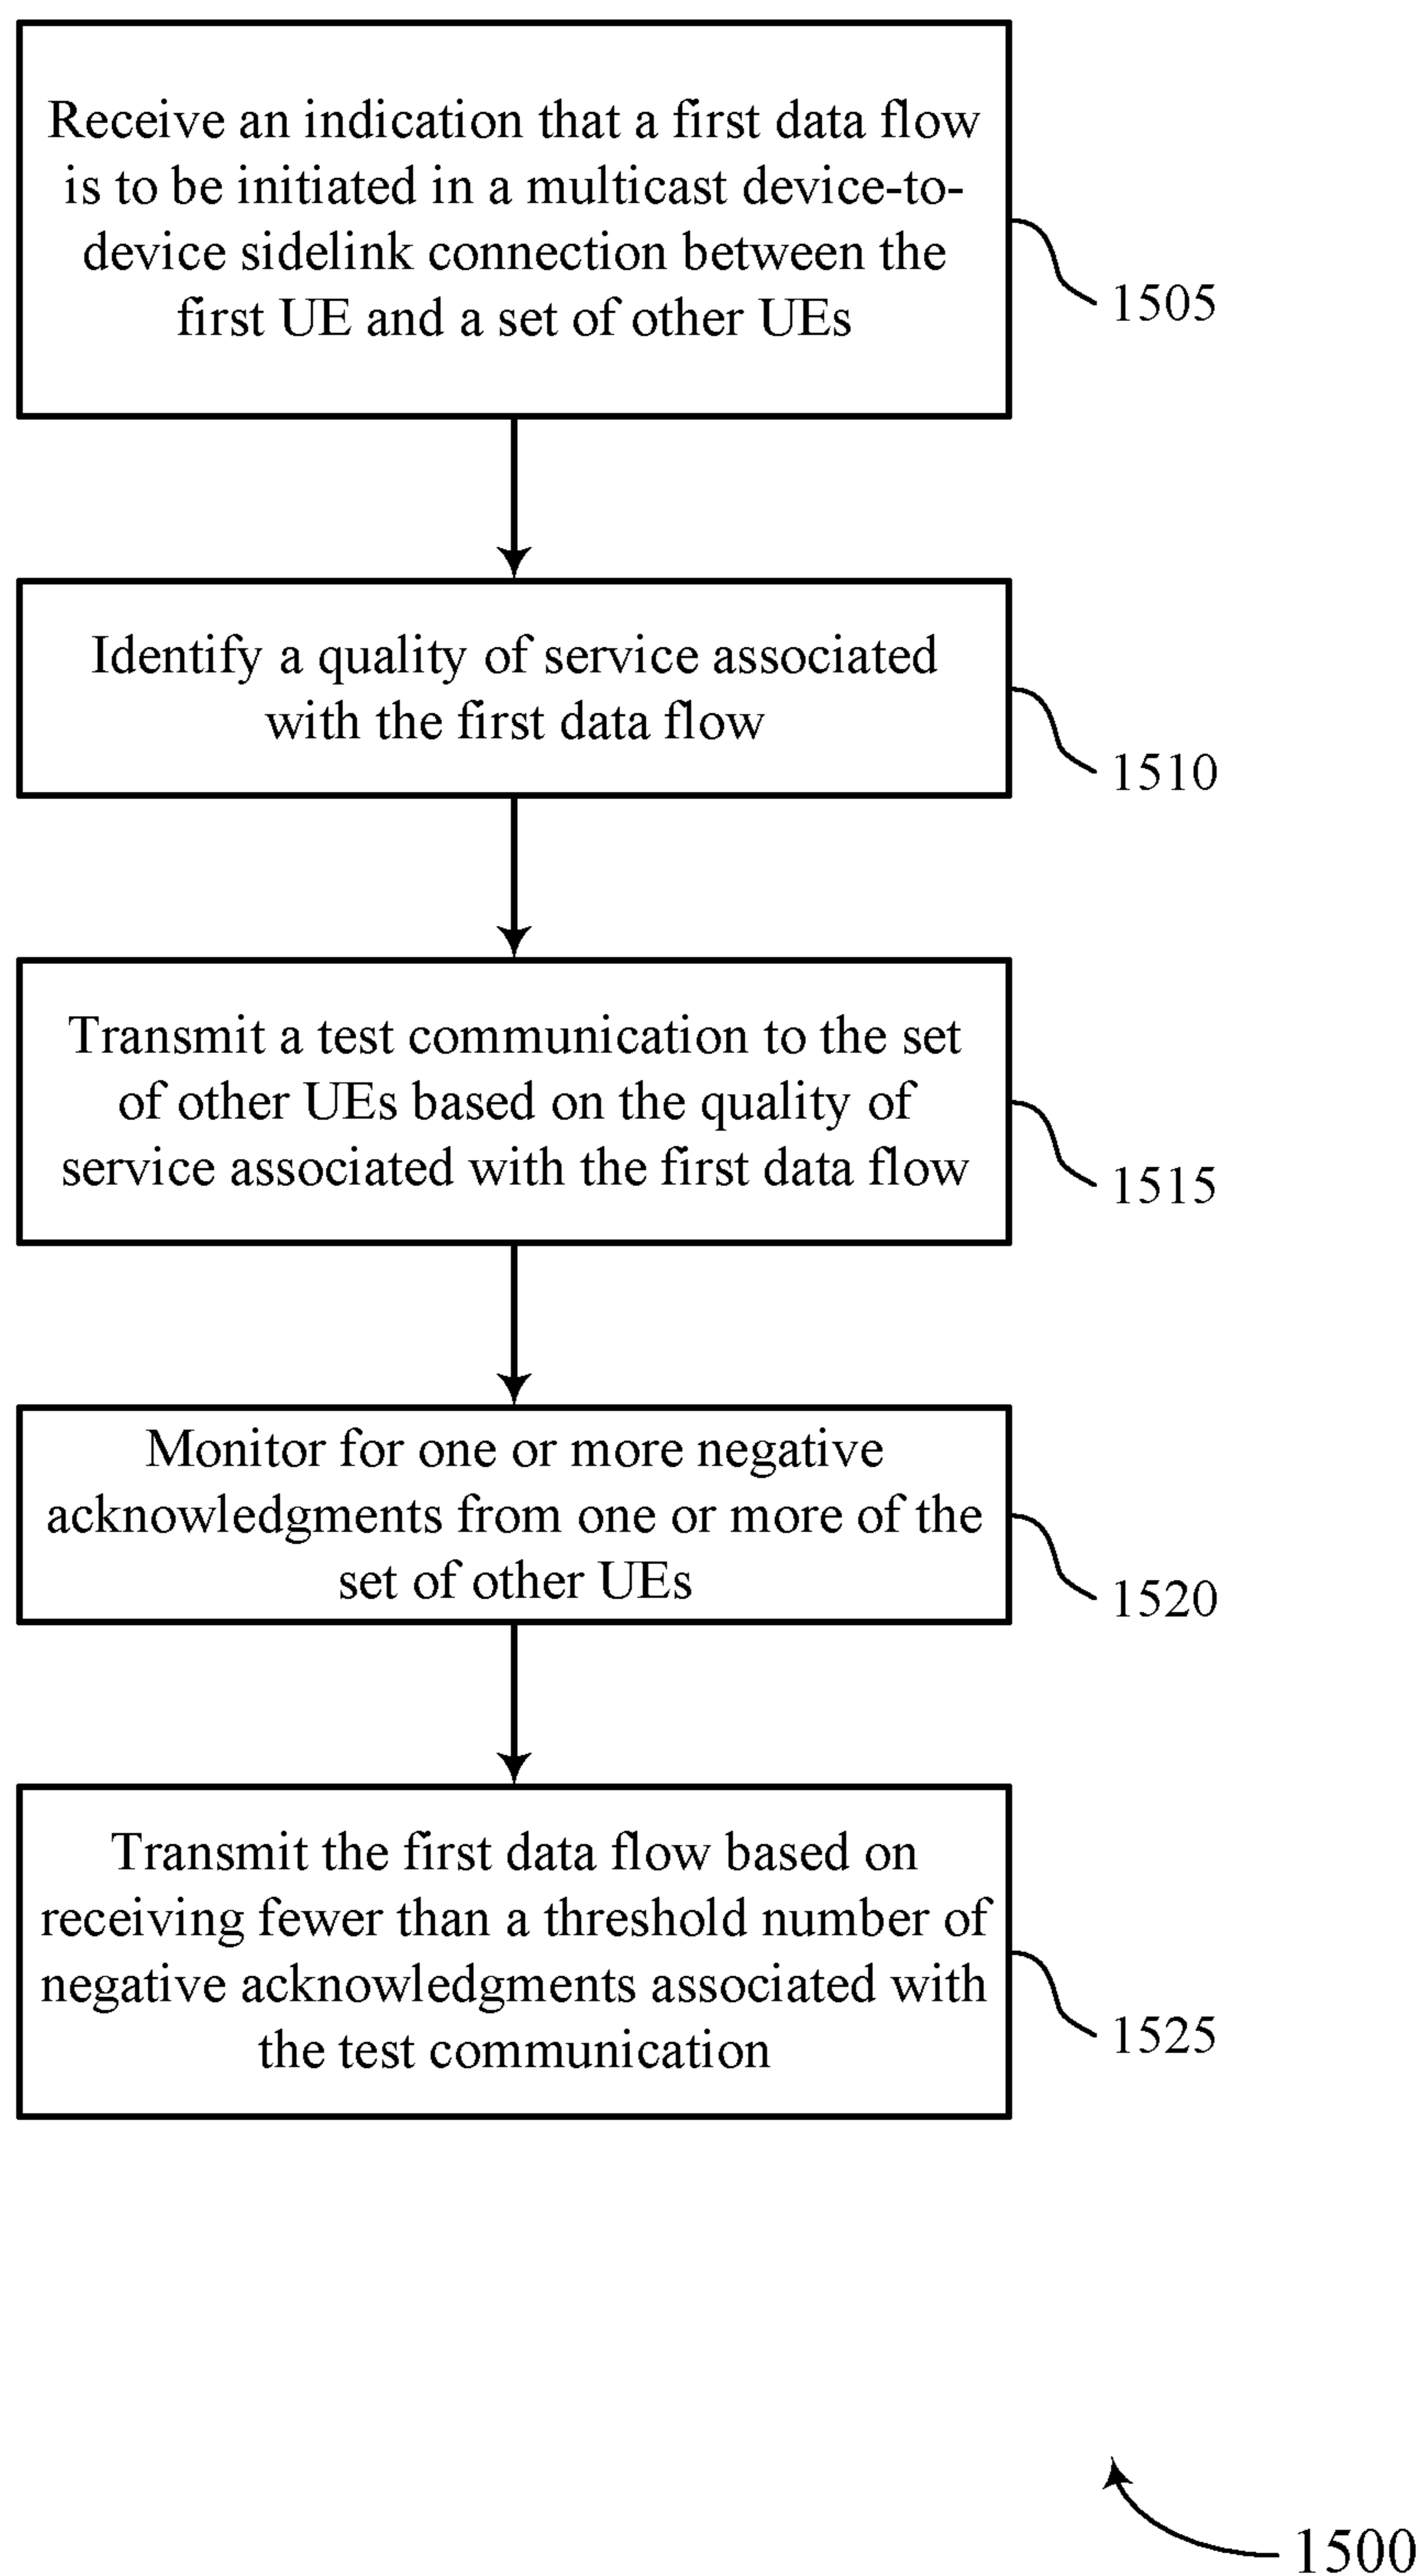 Receive an indication that a first data flow
is to be initiated in a multicast device-to-
device sidelink connection between the
first UE and a set of other UEs
1505
Identify a quality of service associated
with the first data flow
1510
Transmit a test communication to the set
of other UEs based on the quality of
service associated with the first data flow
1515
Monitor for one or more negative
acknowledgments from one or more of the
set of other UEs
1520
Transmit the first data flow based on
receiving fewer than a threshold number of
negative acknowledgments associated with
the test communication
1525
1500